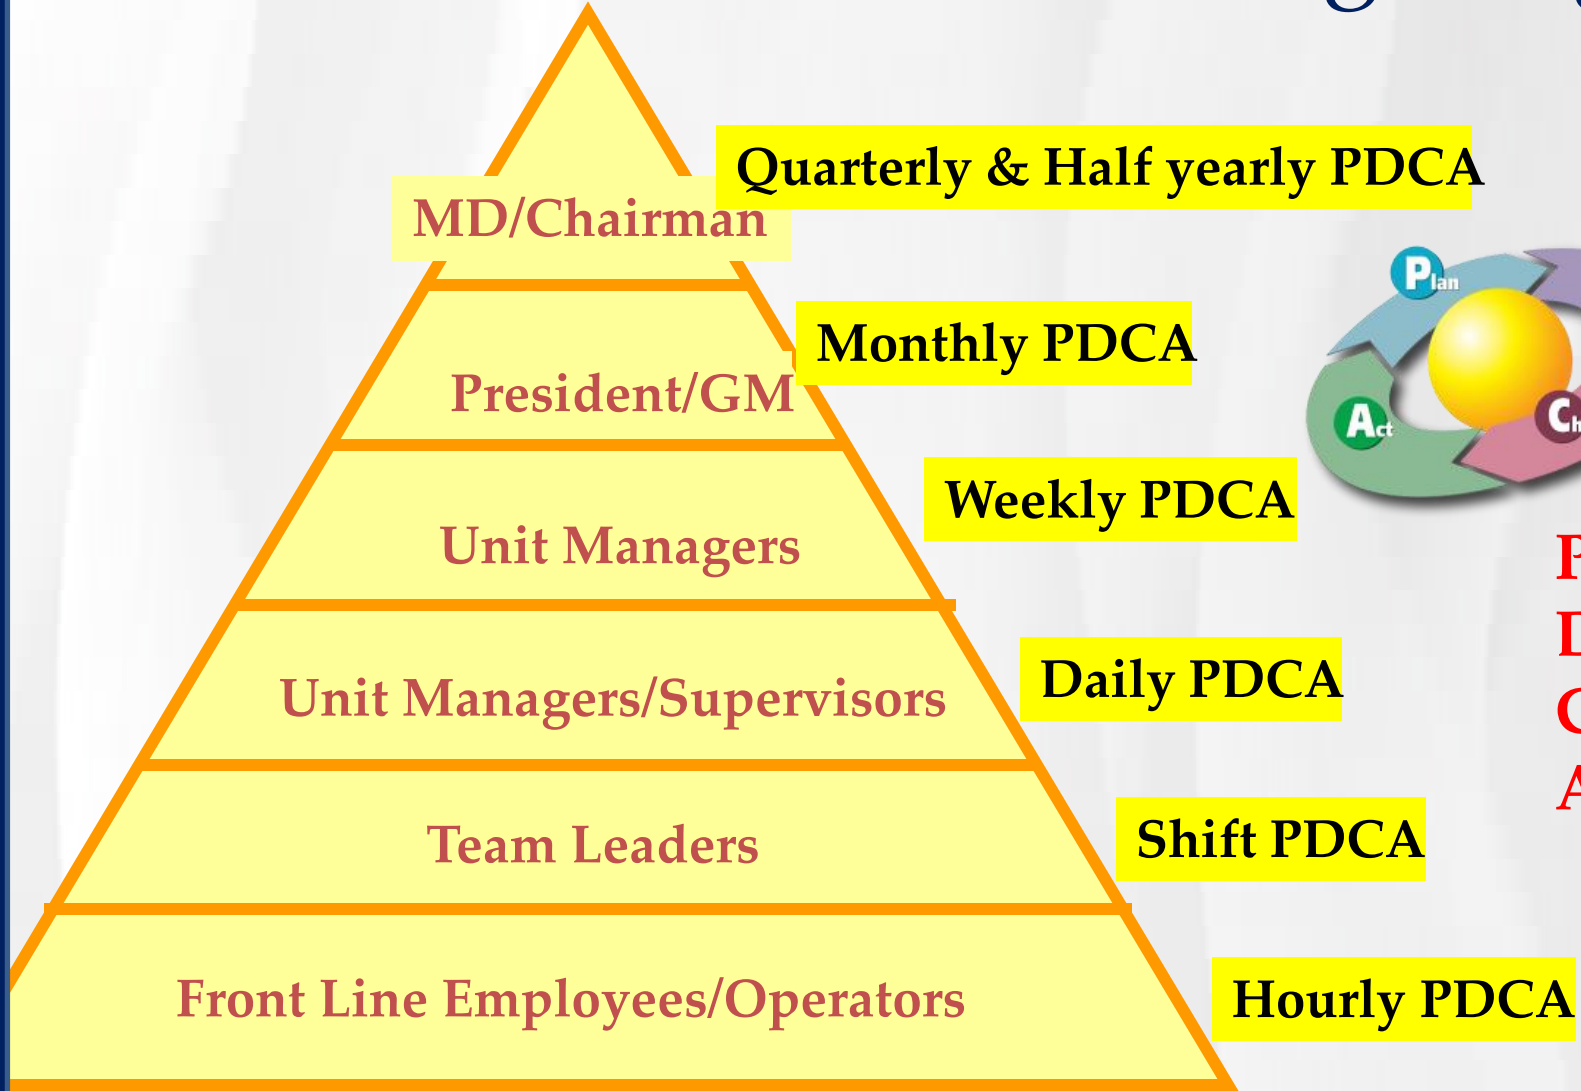 MD/Chairman
Quarterly & Half yearly PDCA
President/GM
Monthly PDCA
Plan
Act
Unit Managers
Weekly PDCA
P
D
C
A
Unit Managers/Supervisors
Daily PDCA
Team Leaders
Shift PDCA
Front Line Employees/Operators
Hourly PDCA